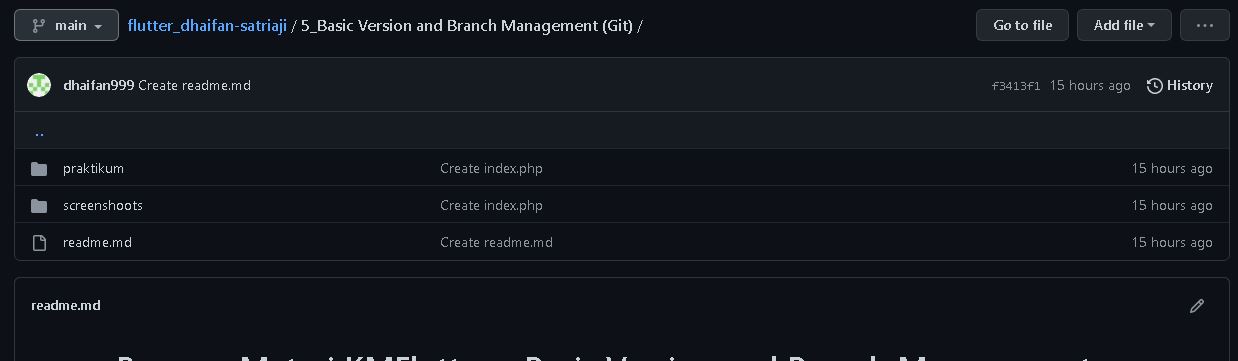 main
flutter_dhaifan-satriaji / 5_Basic Version and Branch Management (Git) /
Go to file
Add file
dhaifan999 Create readme.md
f3413f1 15 hours ago History
..
praktikum Create index.php 15 hours ago
screenshoots Create index.php 15 hours ago
readme.md Create readme.md 15 hours ago
readme.md